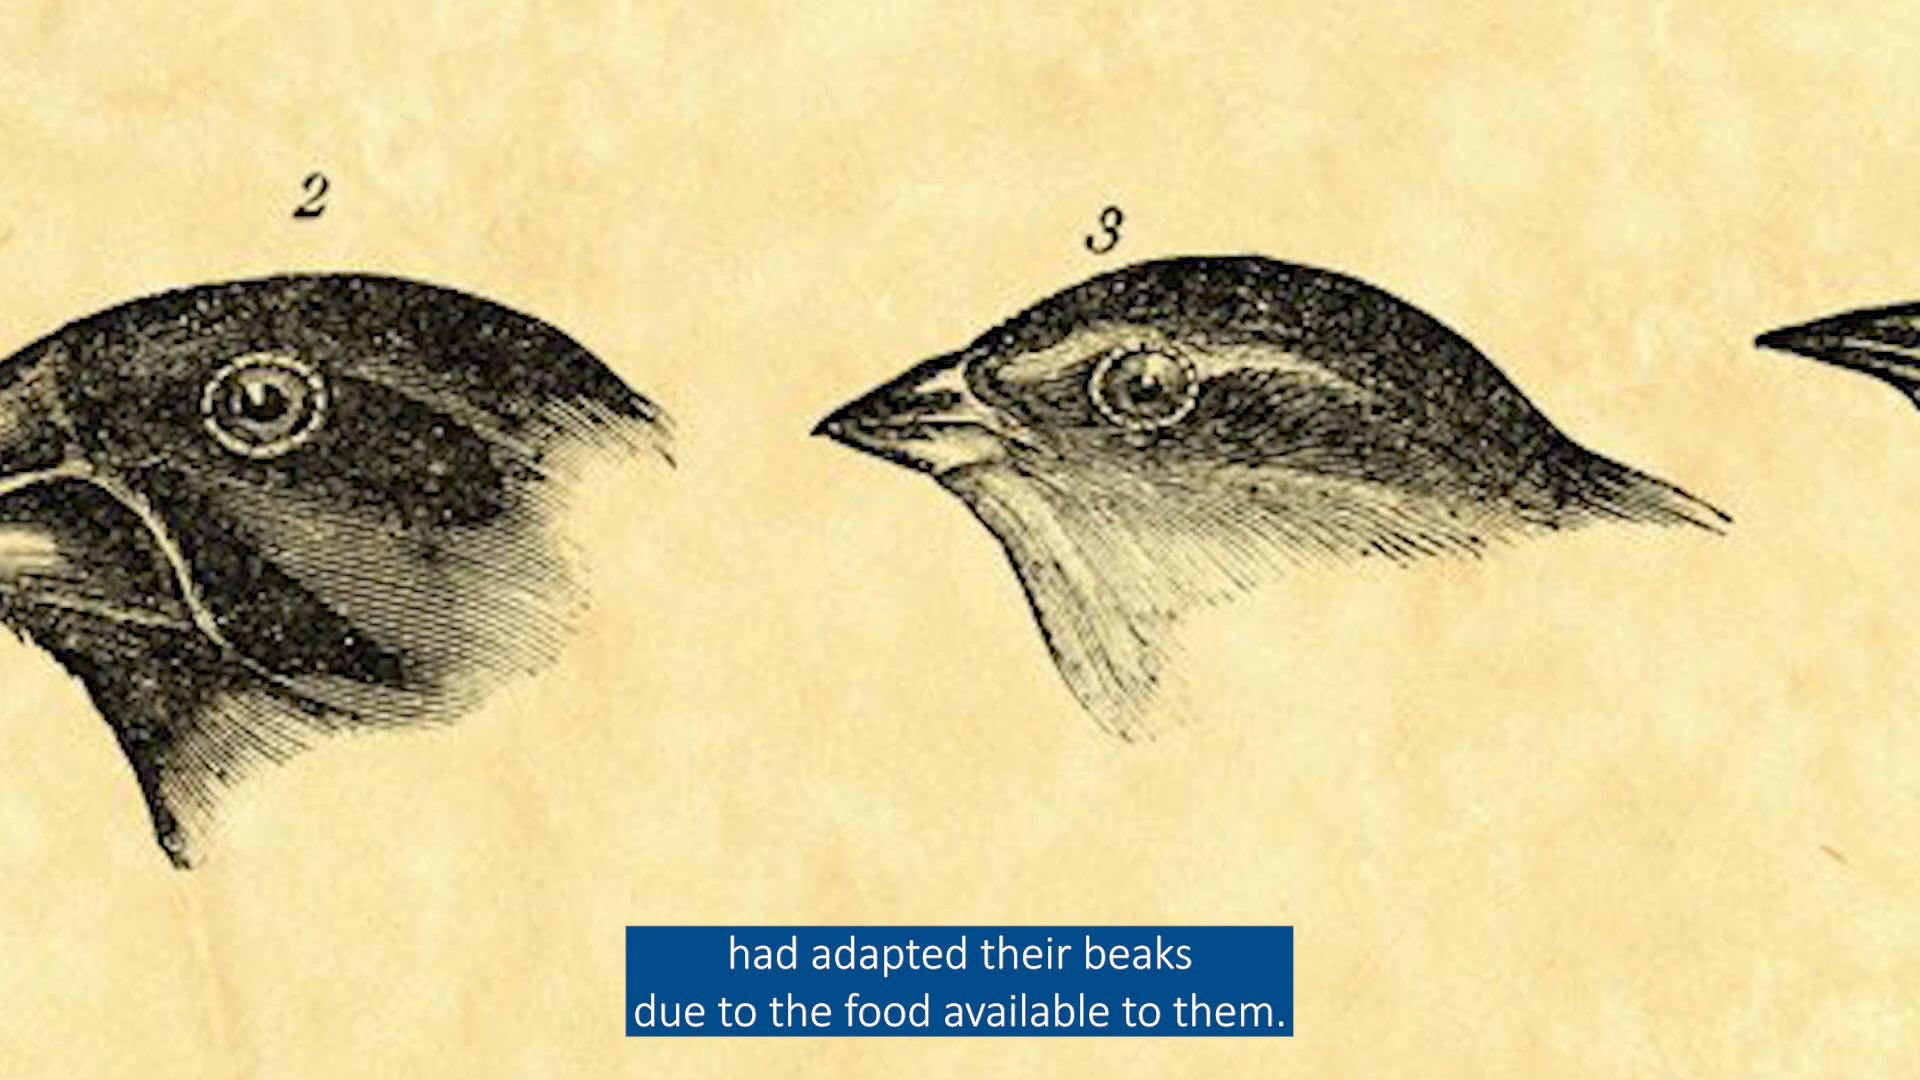 2
3
had adapted their beaks
due to the food available to them.